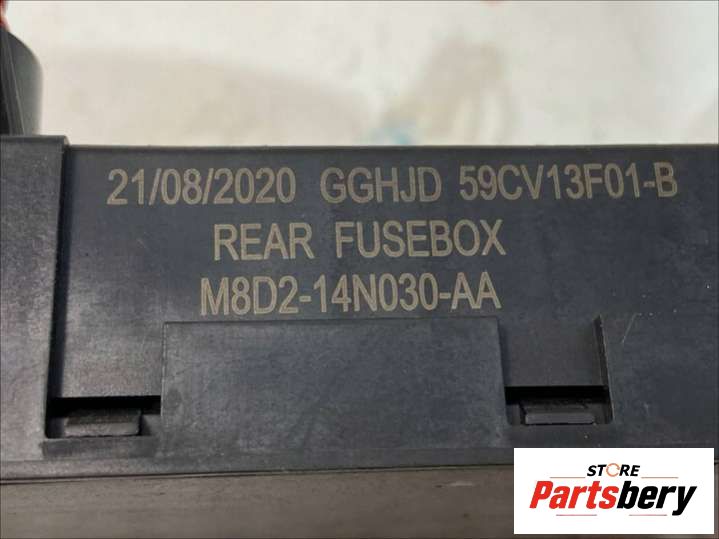 21/08/2020 GGHJD 59CV13F01-B
REAR FUSEBOX
M8D2-14N030-AA
STORE
Partsbery